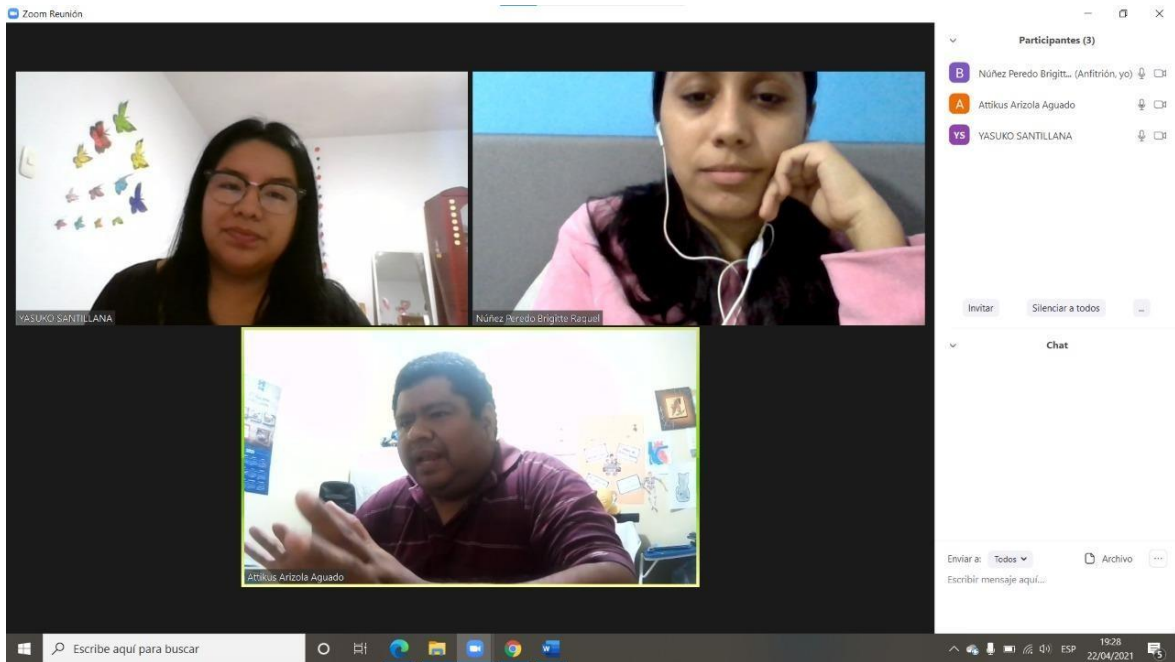 Zoom Reunión
YASUKO SANTILLANA
Núñez Peredo Brigitte Raquel
Attikus Arizola Aguado
Participantes (3)
B Núñez Peredo Brigitt... (Anfitrión, yo)
A Attikus Arizola Aguado
YS YASUKO SANTILLANA
Invitar Silenciar a todos ...
Chat
Enviar a: Todos Archivo ...
Escribir mensaje aquí...
Escribe aquí para buscar
ESP
19:28
22/04/2021
5